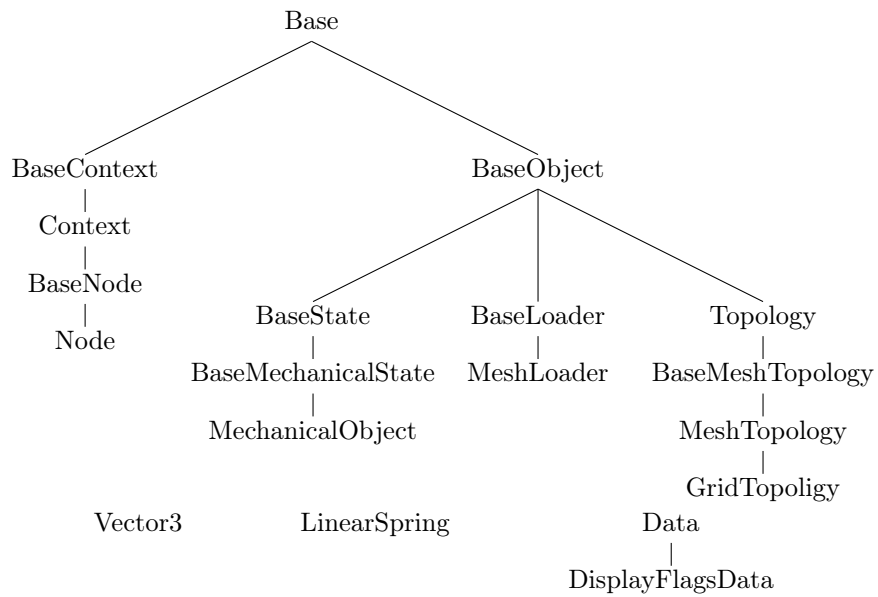 Base
BaseContext
BaseObject
Context
BaseNode
Node
BaseState
BaseLoader
Topology
BaseMechanicalState
MeshLoader
BaseMeshTopology
MechanicalObject
MeshTopology
GridTopoligy
Vector3
LinearSpring
Data
DisplayFlagsData